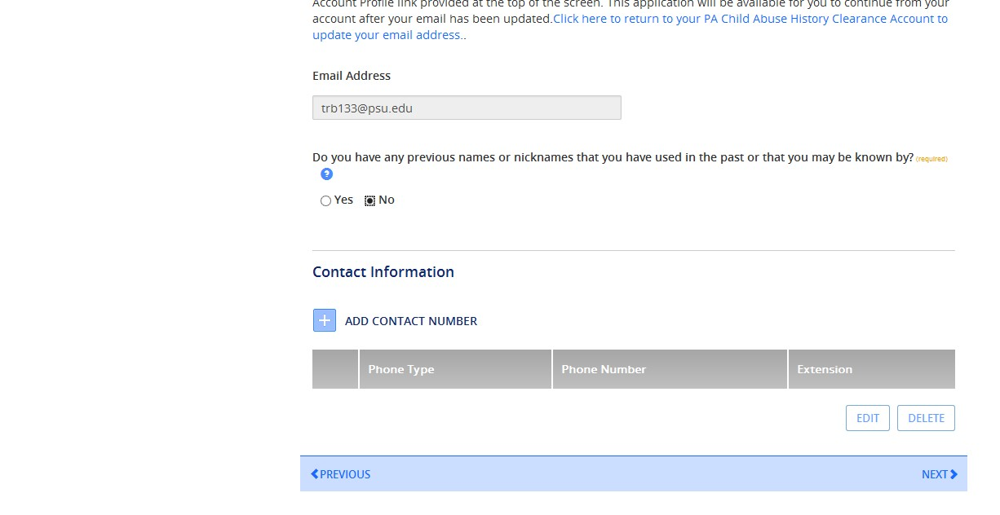 Account Profile link provided at the top of the screen. This application will be available for you to continue from your
account after your email has been updated.Click here to return to your PA Child Abuse History Clearance Account to
update your email address..
Email Address
trb133@psu.edu
Do you have any previous names or nicknames that you have used in the past or that you may be known by? (required)
?
Yes No
Contact Information
+ ADD CONTACT NUMBER
Phone Type Phone Number Extension
EDIT DELETE
PREVIOUS NEXT